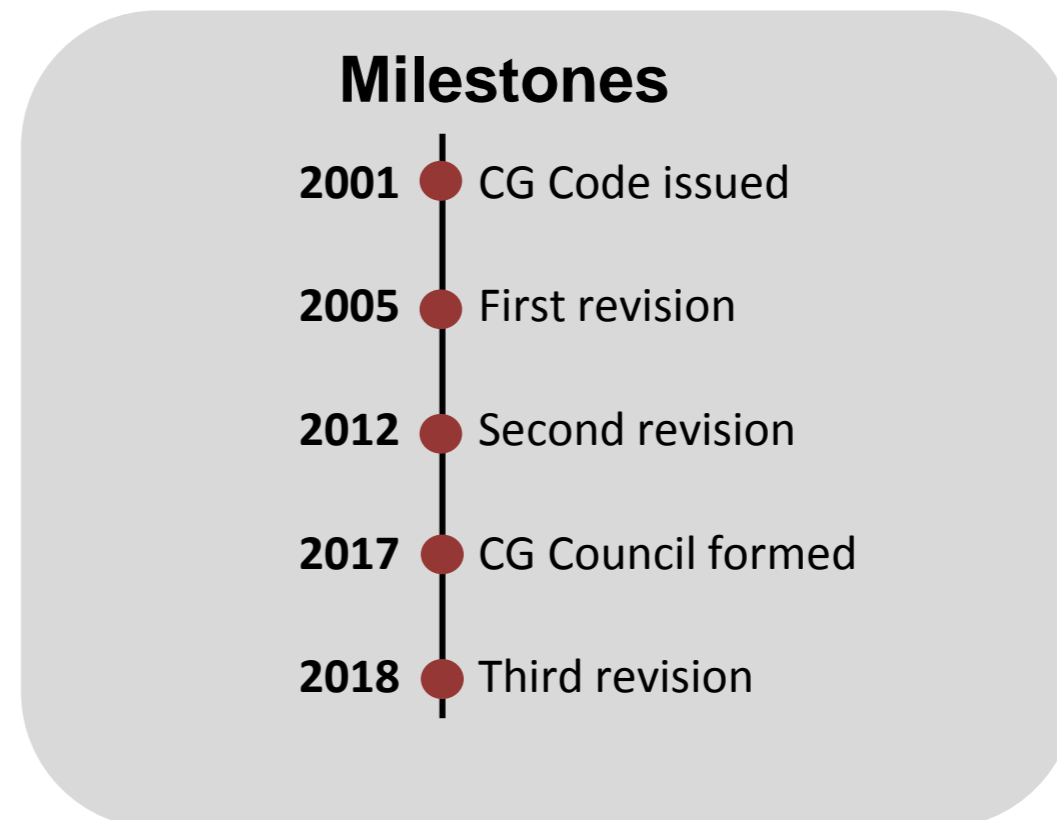 Milestones
2001 CG Code issued
2005 First revision
2012 Second revision
2017 CG Council formed
2018 Third revision